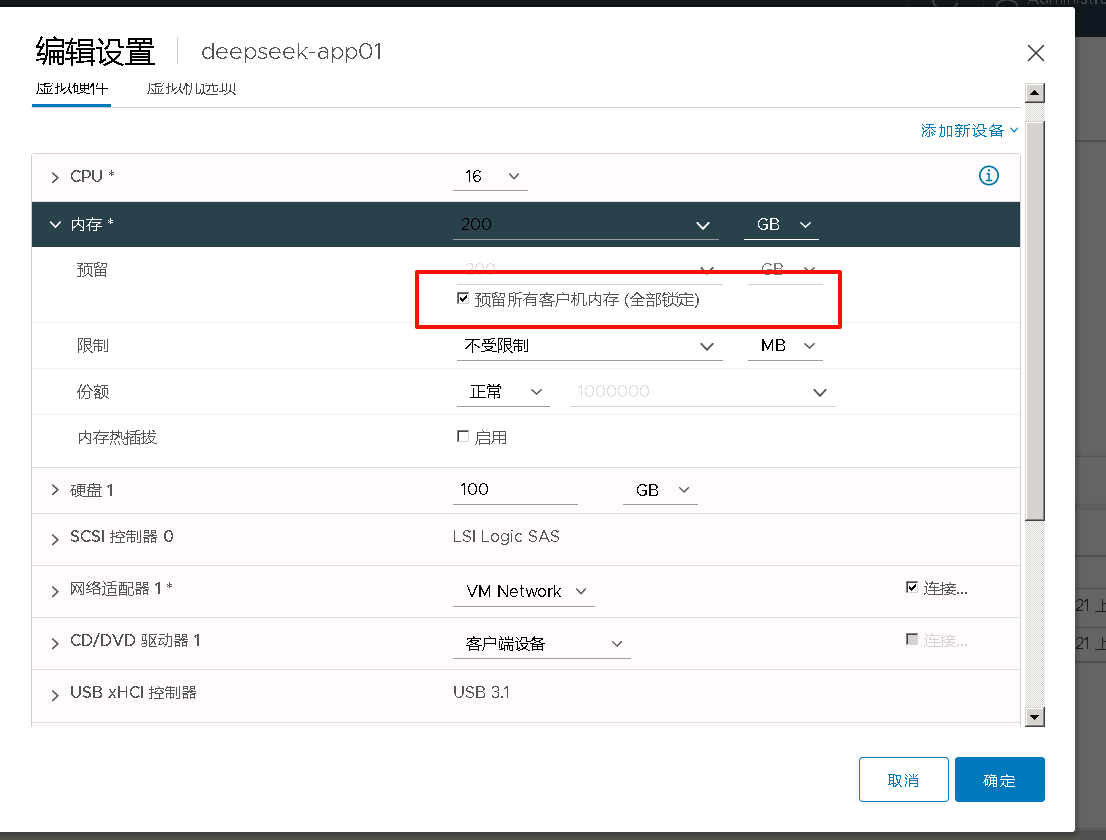 编辑设置 deepseek-app01
虚拟硬件 虚拟机选项
添加新设备
CPU * 16
内存 * 200 GB
预留 200 GB
预留所有客户机内存 (全部锁定)
限制 不受限制 MB
份额 正常 1000000
内存热插拔 启用
硬盘 1 100 GB
SCSI 控制器 0 LSI Logic SAS
网络适配器 1 * VM Network 连接...
21 上
CD/DVD 驱动器 1 客户端设备 连接...
21 上
USB xHCI 控制器 USB 3.1
取消 确定